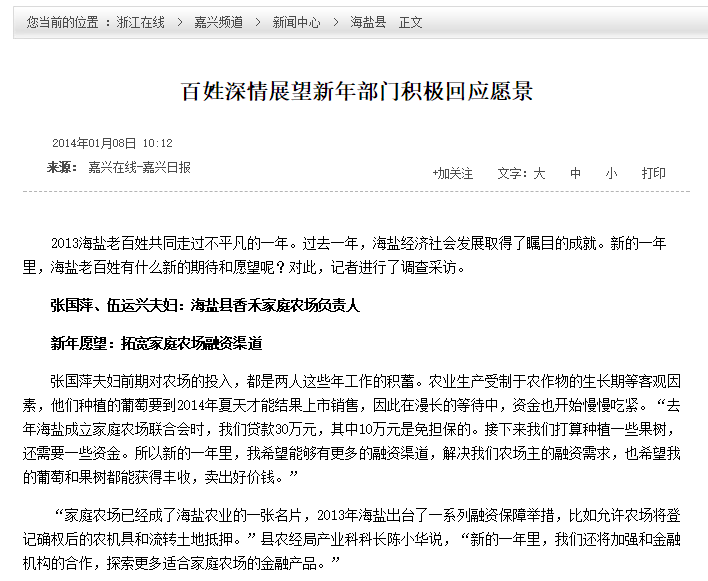 您当前的位置 ：浙江在线 > 嘉兴频道 > 新闻中心 > 海盐县 正文
百姓深情展望新年部门积极回应愿景
2014年01月08日 10:12
来源： 嘉兴在线-嘉兴日报
+加关注 文字：大 中 小 打印
2013海盐老百姓共同走过不平凡的一年。过去一年，海盐经济社会发展取得了瞩目的成就。新的一年
里，海盐老百姓有什么新的期待和愿望呢？对此，记者进行了调查采访。
张国萍、伍运兴夫妇：海盐县香禾家庭农场负责人
新年愿望：拓宽家庭农场融资渠道
张国萍夫妇前期对农场的投入，都是两人这些年工作的积蓄。农业生产受制于农作物的生长期等客观因
素，他们种植的葡萄要到2014年夏天才能结果上市销售，因此在漫长的等待中，资金也开始慢慢吃紧。“去
年海盐成立家庭农场联合会时，我们贷款30万元，其中10万元是免担保的。接下来我们打算种植一些果树，
还需要一些资金。所以新的一年里，我希望能够有更多的融资渠道，解决我们农场主的融资需求，也希望我
的葡萄和果树都能获得丰收，卖出好价钱。”
“家庭农场已经成了海盐农业的一张名片，2013年海盐出台了一系列融资保障举措，比如允许农场将登
记确权后的农机具和流转土地抵押。”县农经局产业科科长陈小华说，“新的一年里，我们还将加强和金融
机构的合作，探索更多适合家庭农场的金融产品。”